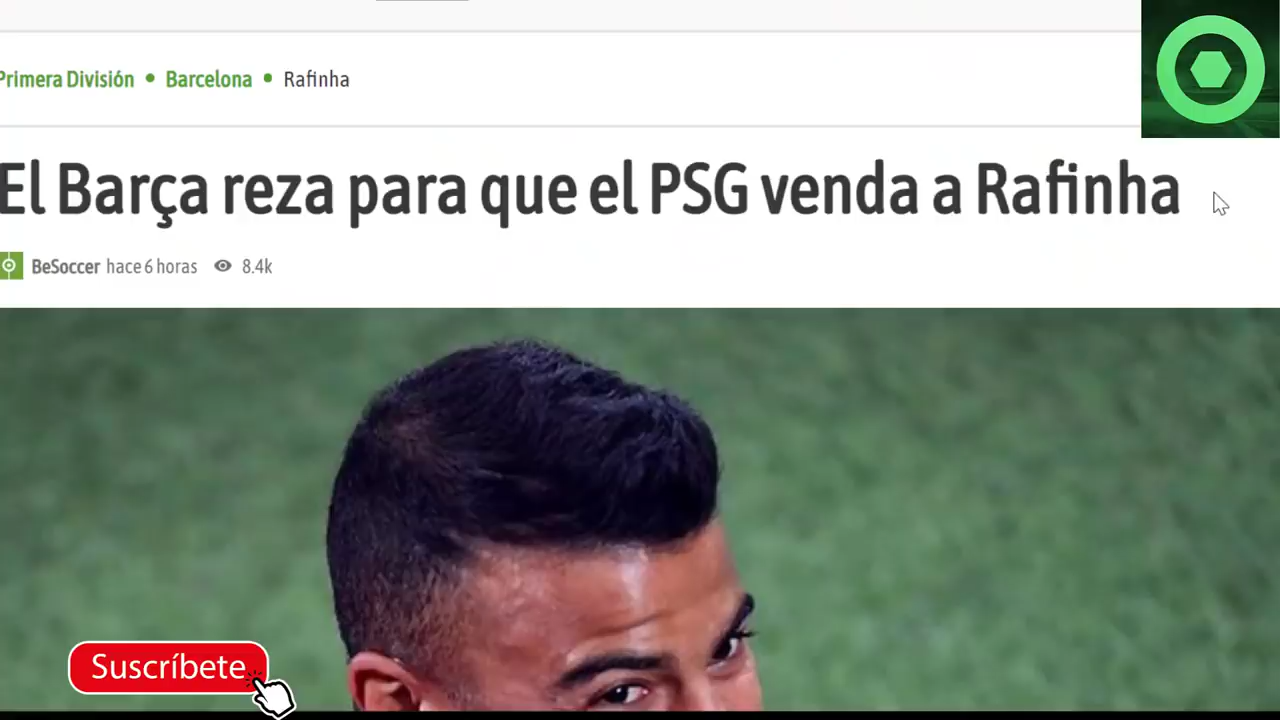 Primera División • Barcelona • Rafinha
El Barça reza para que el PSG venda a Rafinha
BeSoccer hace 6 horas 8.4k
Suscríbete